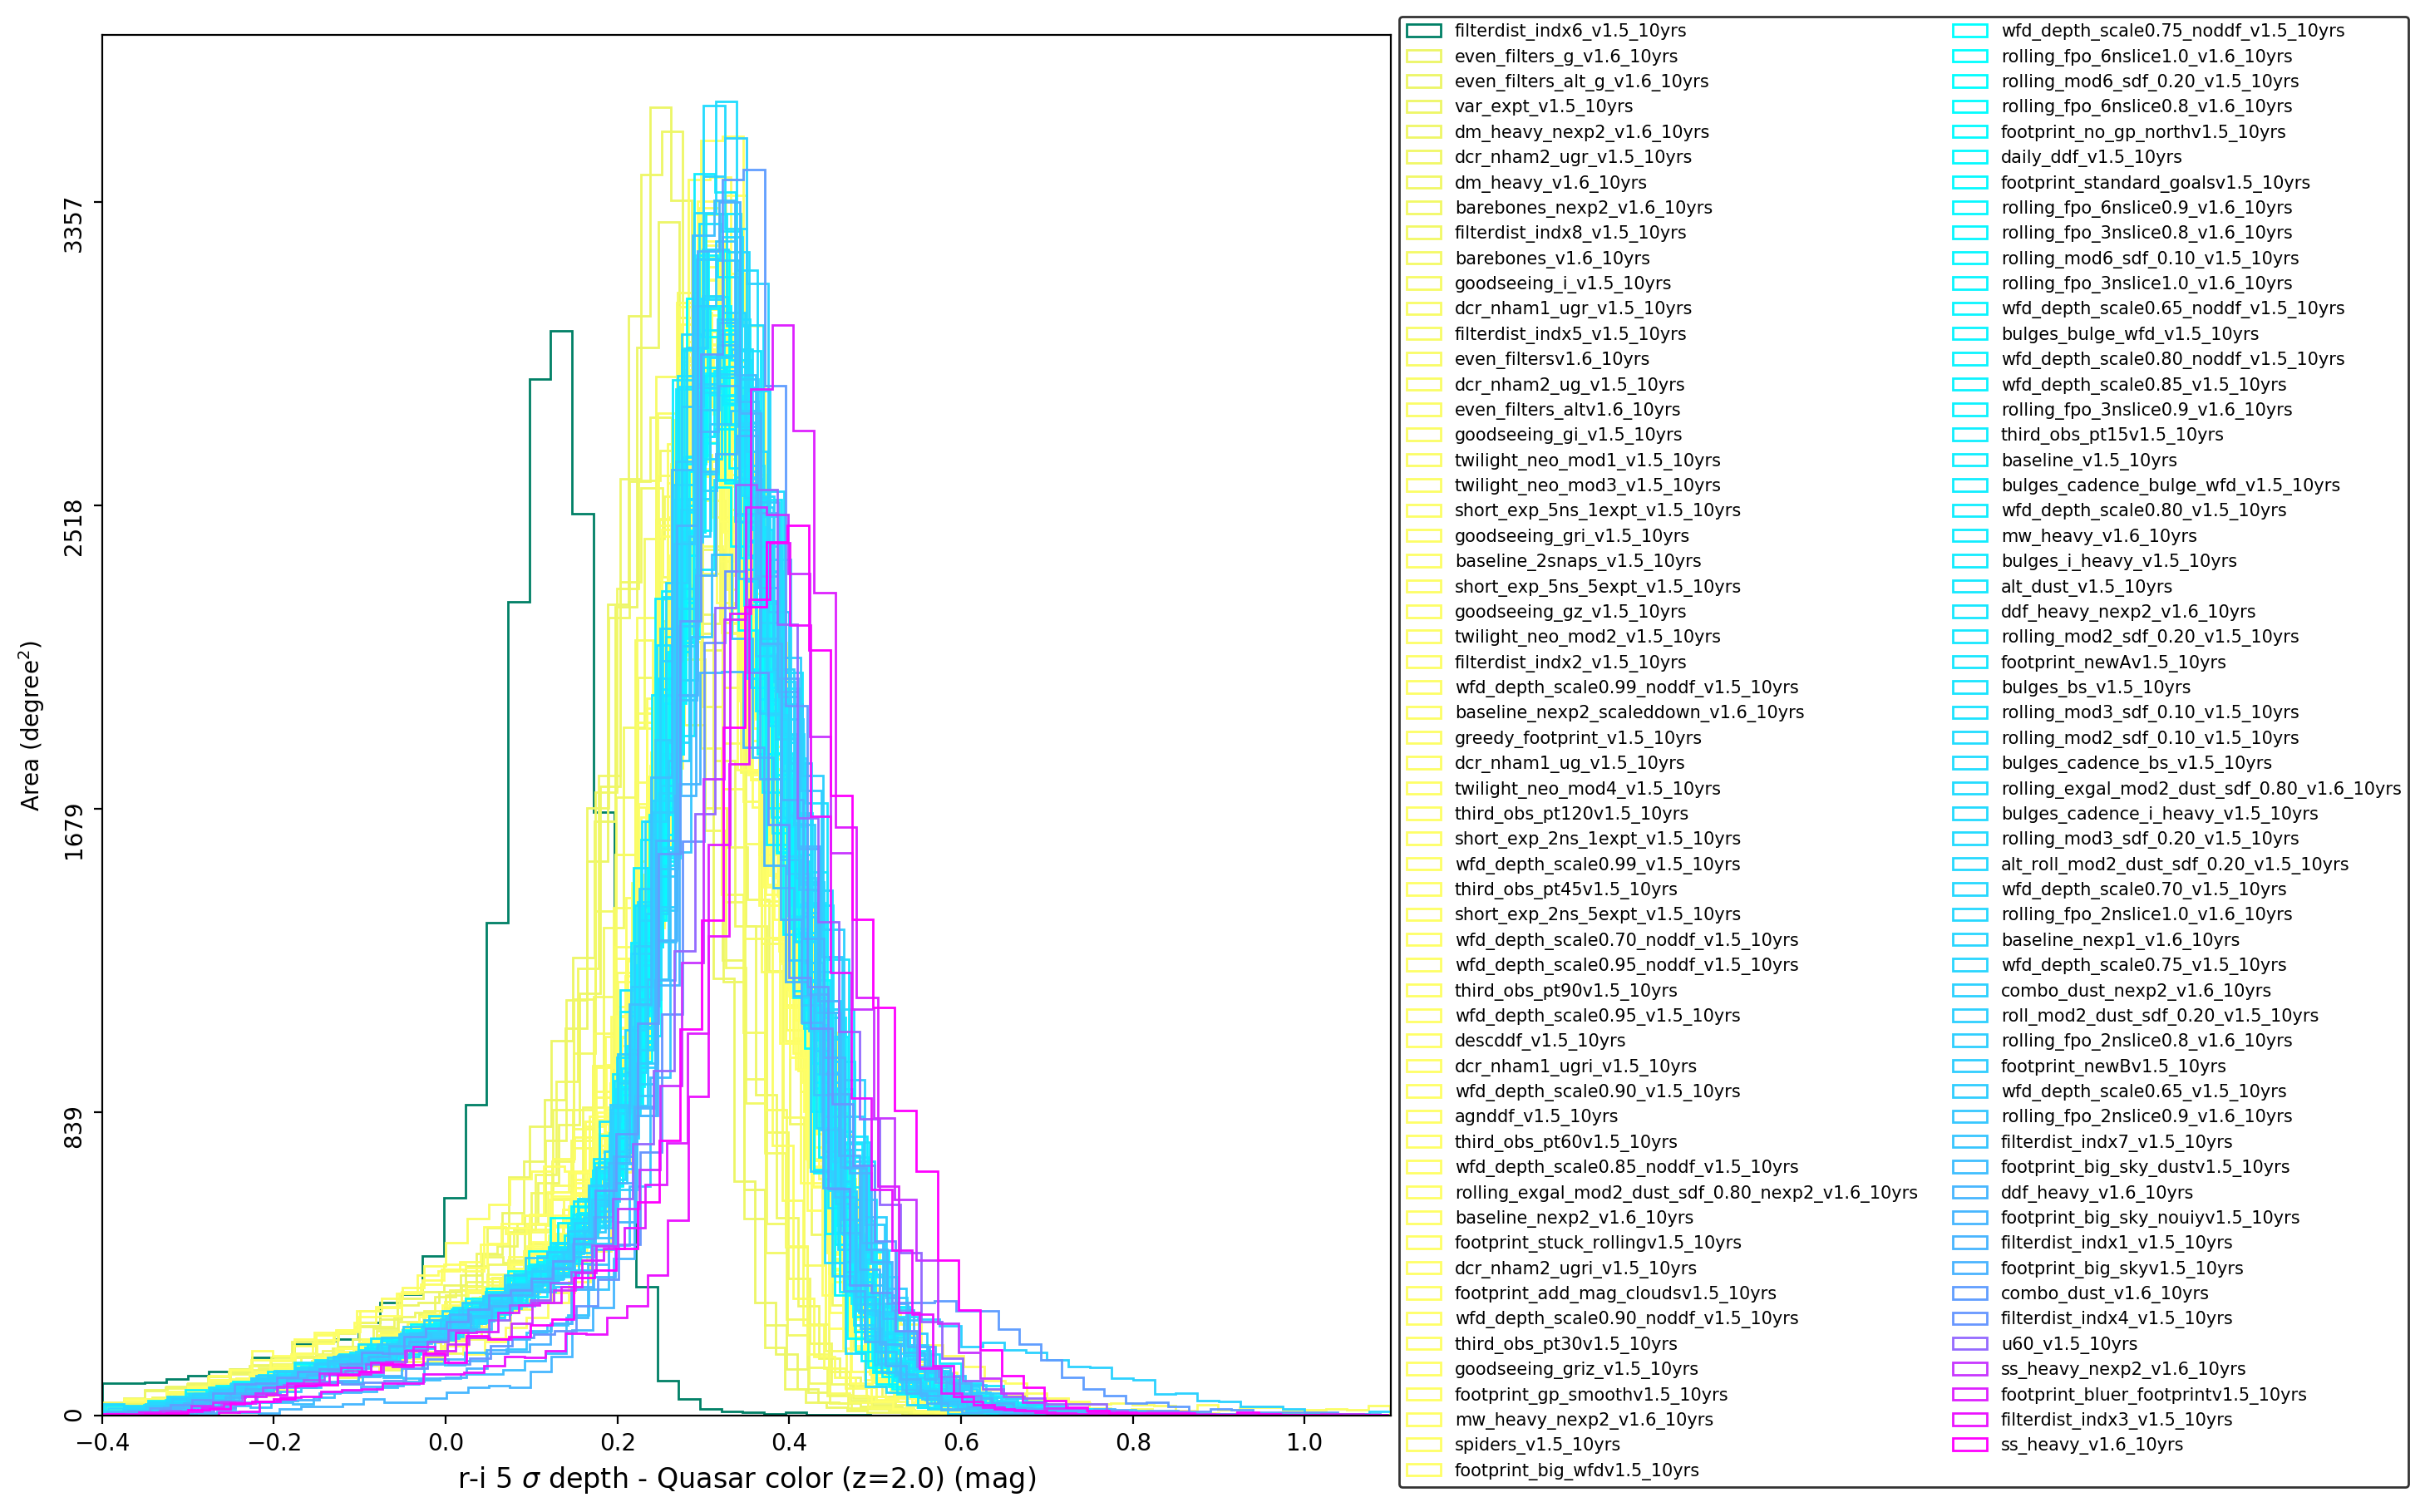 3357
2518
1679
839
0
Area (degree²)
−0.4
−0.2
0.0
0.2
0.4
0.6
0.8
1.0
r-i 5 σ depth - Quasar color (z=2.0) (mag)
filterdist_indx6_v1.5_10yrs
even_filters_g_v1.6_10yrs
even_filters_alt_g_v1.6_10yrs
var_expt_v1.5_10yrs
dm_heavy_nexp2_v1.6_10yrs
dcr_nham2_ugr_v1.5_10yrs
dm_heavy_v1.6_10yrs
barebones_nexp2_v1.6_10yrs
filterdist_indx8_v1.5_10yrs
barebones_v1.6_10yrs
goodseeing_i_v1.5_10yrs
dcr_nham1_ugr_v1.5_10yrs
filterdist_indx5_v1.5_10yrs
even_filtersv1.6_10yrs
dcr_nham2_ug_v1.5_10yrs
even_filters_altv1.6_10yrs
goodseeing_gi_v1.5_10yrs
twilight_neo_mod1_v1.5_10yrs
twilight_neo_mod3_v1.5_10yrs
short_exp_5ns_1expt_v1.5_10yrs
goodseeing_gri_v1.5_10yrs
baseline_2snaps_v1.5_10yrs
short_exp_5ns_5expt_v1.5_10yrs
goodseeing_gz_v1.5_10yrs
twilight_neo_mod2_v1.5_10yrs
filterdist_indx2_v1.5_10yrs
wfd_depth_scale0.99_noddf_v1.5_10yrs
baseline_nexp2_scaleddown_v1.6_10yrs
greedy_footprint_v1.5_10yrs
dcr_nham1_ug_v1.5_10yrs
twilight_neo_mod4_v1.5_10yrs
third_obs_pt120v1.5_10yrs
short_exp_2ns_1expt_v1.5_10yrs
wfd_depth_scale0.99_v1.5_10yrs
third_obs_pt45v1.5_10yrs
short_exp_2ns_5expt_v1.5_10yrs
wfd_depth_scale0.70_noddf_v1.5_10yrs
wfd_depth_scale0.95_noddf_v1.5_10yrs
third_obs_pt90v1.5_10yrs
wfd_depth_scale0.95_v1.5_10yrs
descddf_v1.5_10yrs
dcr_nham1_ugri_v1.5_10yrs
wfd_depth_scale0.90_v1.5_10yrs
agnddf_v1.5_10yrs
third_obs_pt60v1.5_10yrs
wfd_depth_scale0.85_noddf_v1.5_10yrs
rolling_exgal_mod2_dust_sdf_0.80_nexp2_v1.6_10yrs
baseline_nexp2_v1.6_10yrs
footprint_stuck_rollingv1.5_10yrs
dcr_nham2_ugri_v1.5_10yrs
footprint_add_mag_cloudsv1.5_10yrs
wfd_depth_scale0.90_noddf_v1.5_10yrs
third_obs_pt30v1.5_10yrs
goodseeing_griz_v1.5_10yrs
footprint_gp_smoothv1.5_10yrs
mw_heavy_nexp2_v1.6_10yrs
spiders_v1.5_10yrs
footprint_big_wfdv1.5_10yrs
wfd_depth_scale0.75_noddf_v1.5_10yrs
rolling_fpo_6nslice1.0_v1.6_10yrs
rolling_mod6_sdf_0.20_v1.5_10yrs
rolling_fpo_6nslice0.8_v1.6_10yrs
footprint_no_gp_northv1.5_10yrs
daily_ddf_v1.5_10yrs
footprint_standard_goalsv1.5_10yrs
rolling_fpo_6nslice0.9_v1.6_10yrs
rolling_fpo_3nslice0.8_v1.6_10yrs
rolling_mod6_sdf_0.10_v1.5_10yrs
rolling_fpo_3nslice1.0_v1.6_10yrs
wfd_depth_scale0.65_noddf_v1.5_10yrs
bulges_bulge_wfd_v1.5_10yrs
wfd_depth_scale0.80_noddf_v1.5_10yrs
wfd_depth_scale0.85_v1.5_10yrs
rolling_fpo_3nslice0.9_v1.6_10yrs
third_obs_pt15v1.5_10yrs
baseline_v1.5_10yrs
bulges_cadence_bulge_wfd_v1.5_10yrs
wfd_depth_scale0.80_v1.5_10yrs
mw_heavy_v1.6_10yrs
bulges_i_heavy_v1.5_10yrs
alt_dust_v1.5_10yrs
ddf_heavy_nexp2_v1.6_10yrs
rolling_mod2_sdf_0.20_v1.5_10yrs
footprint_newAv1.5_10yrs
bulges_bs_v1.5_10yrs
rolling_mod3_sdf_0.10_v1.5_10yrs
rolling_mod2_sdf_0.10_v1.5_10yrs
bulges_cadence_bs_v1.5_10yrs
rolling_exgal_mod2_dust_sdf_0.80_v1.6_10yrs
bulges_cadence_i_heavy_v1.5_10yrs
rolling_mod3_sdf_0.20_v1.5_10yrs
alt_roll_mod2_dust_sdf_0.20_v1.5_10yrs
wfd_depth_scale0.70_v1.5_10yrs
rolling_fpo_2nslice1.0_v1.6_10yrs
baseline_nexp1_v1.6_10yrs
wfd_depth_scale0.75_v1.5_10yrs
combo_dust_nexp2_v1.6_10yrs
roll_mod2_dust_sdf_0.20_v1.5_10yrs
rolling_fpo_2nslice0.8_v1.6_10yrs
footprint_newBv1.5_10yrs
wfd_depth_scale0.65_v1.5_10yrs
rolling_fpo_2nslice0.9_v1.6_10yrs
filterdist_indx7_v1.5_10yrs
footprint_big_sky_dustv1.5_10yrs
ddf_heavy_v1.6_10yrs
footprint_big_sky_nouiyv1.5_10yrs
filterdist_indx1_v1.5_10yrs
footprint_big_skyv1.5_10yrs
combo_dust_v1.6_10yrs
filterdist_indx4_v1.5_10yrs
u60_v1.5_10yrs
ss_heavy_nexp2_v1.6_10yrs
footprint_bluer_footprintv1.5_10yrs
filterdist_indx3_v1.5_10yrs
ss_heavy_v1.6_10yrs